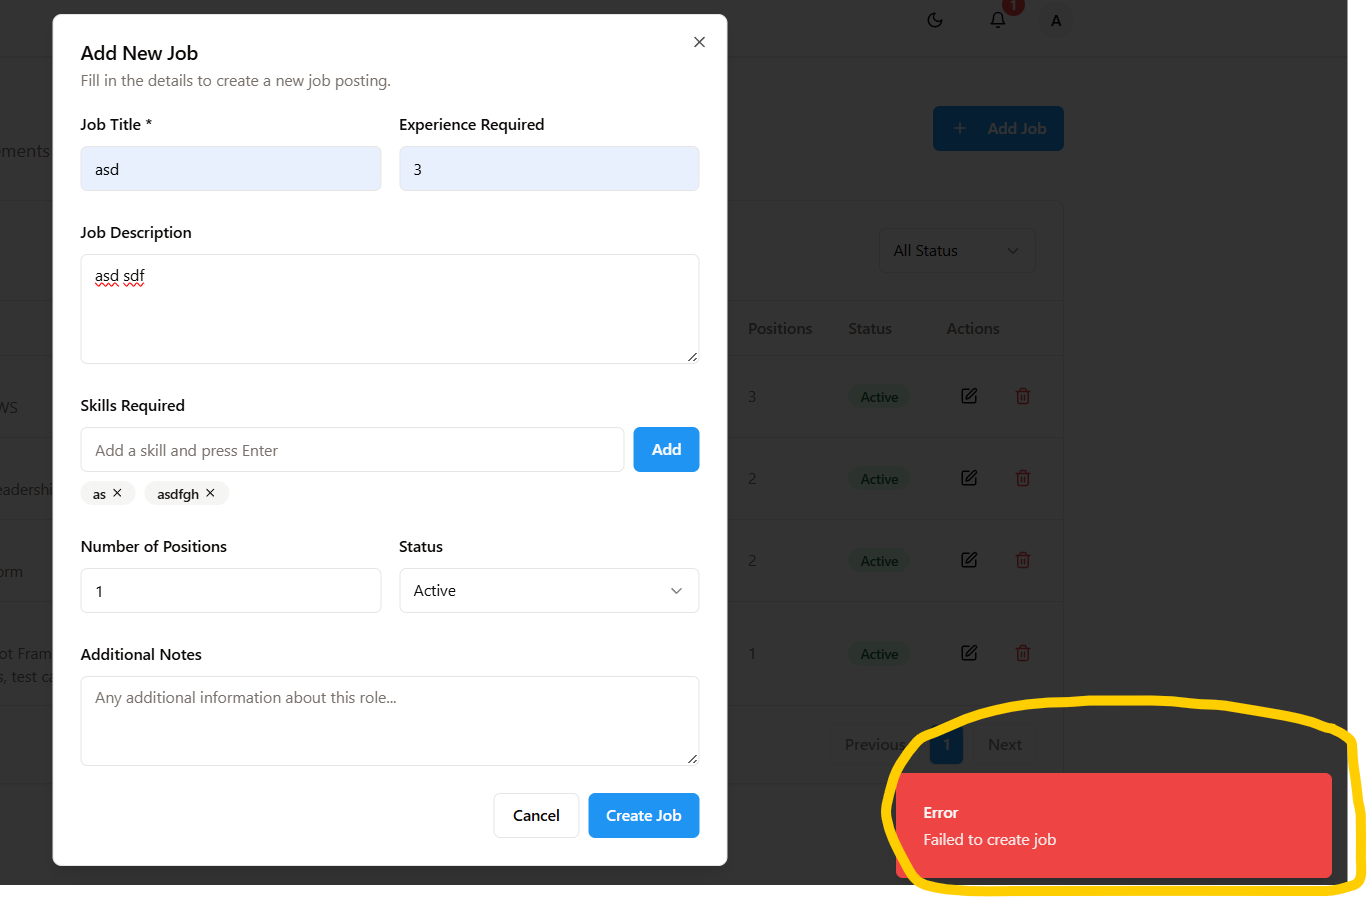 1
A
Add New Job
Fill in the details to create a new job posting.
Job Title *
Experience Required
asd
3
Job Description
asd sdf
Skills Required
Add a skill and press Enter
Add
as ✕ asdfgh ✕
Number of Positions
Status
1
Active
Additional Notes
Any additional information about this role...
Cancel
Create Job
ements
+ Add Job
All Status
Positions Status Actions
WS
3 Active
eadershi
2 Active
orm
2 Active
ot Fram
s, test ca
1 Active
Previous 1 Next
Error
Failed to create job